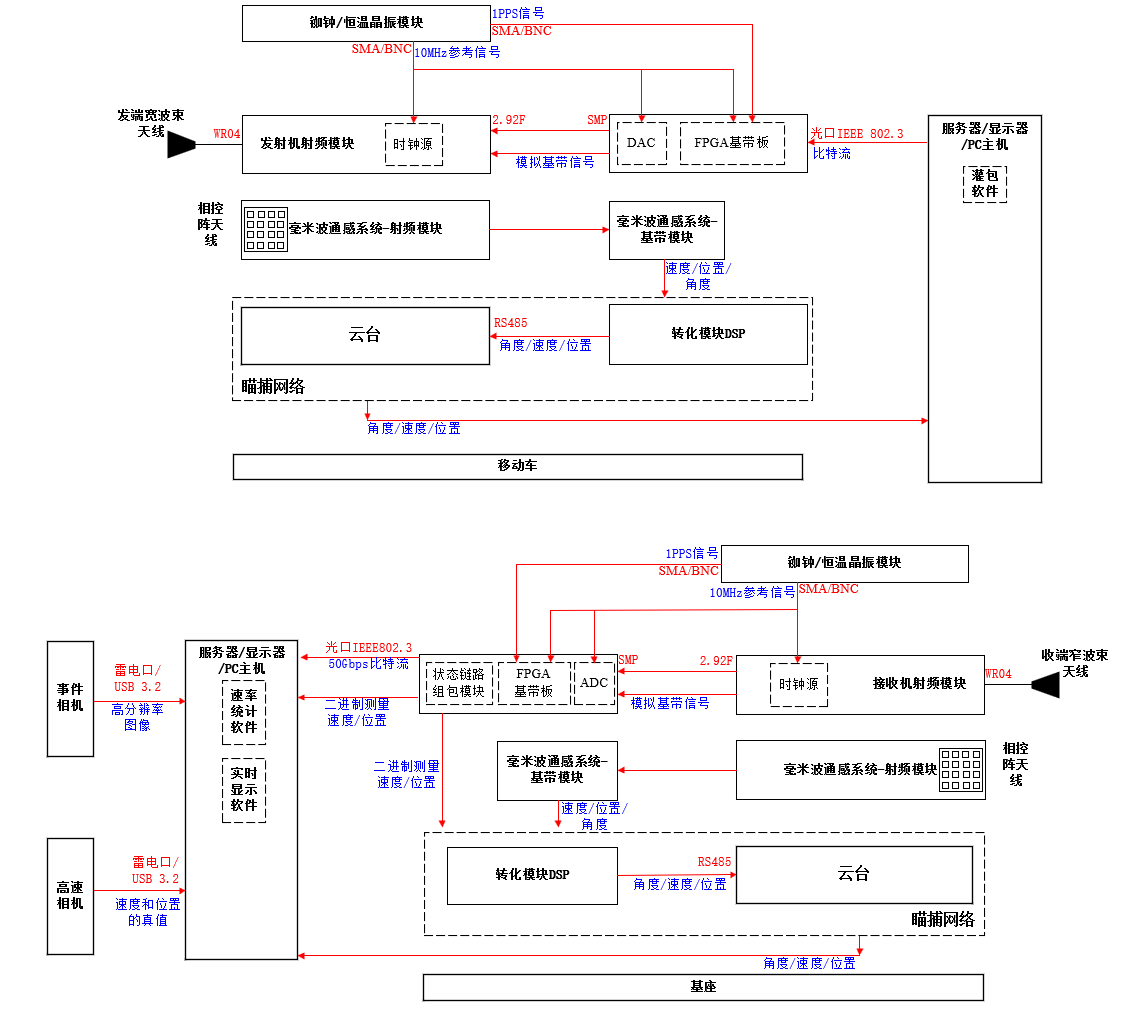 铷钟/恒温晶振模块
1PPS信号
SMA/BNC
SMA/BNC
10MHz参考信号
发端宽波束
天线
WR04
发射机射频模块
时钟源
2.92F
SMP
模拟基带信号
DAC
FPGA基带板
光口IEEE 802.3
比特流
服务器/显示器
/PC主机
灌包
软件
相控
阵天
线
毫米波通感系统-射频模块
毫米波通感系统-
基带模块
速度/位置/
角度
云台
RS485
角度/速度/位置
转化模块DSP
瞄捕网络
角度/速度/位置
移动车
1PPS信号
SMA/BNC
铷钟/恒温晶振模块
10MHz参考信号
SMA/BNC
事件
相机
雷电口/
USB 3.2
高分辨率
图像
服务器/显示器
/PC主机
速率
统计
软件
实时
显示
软件
光口IEEE802.3
50Gbps比特流
二进制测量
速度/位置
状态链路
组包模块
FPGA
基带板
ADC
SMP
2.92F
模拟基带信号
时钟源
接收机射频模块
WR04
收端窄波束
天线
二进制测量
速度/位置
毫米波通感系统-
基带模块
毫米波通感系统-射频模块
相控
阵天
线
速度/位置/
角度
高速
相机
雷电口/
USB 3.2
速度和位置
的真值
转化模块DSP
RS485
角度/速度/位置
云台
瞄捕网络
角度/速度/位置
基座